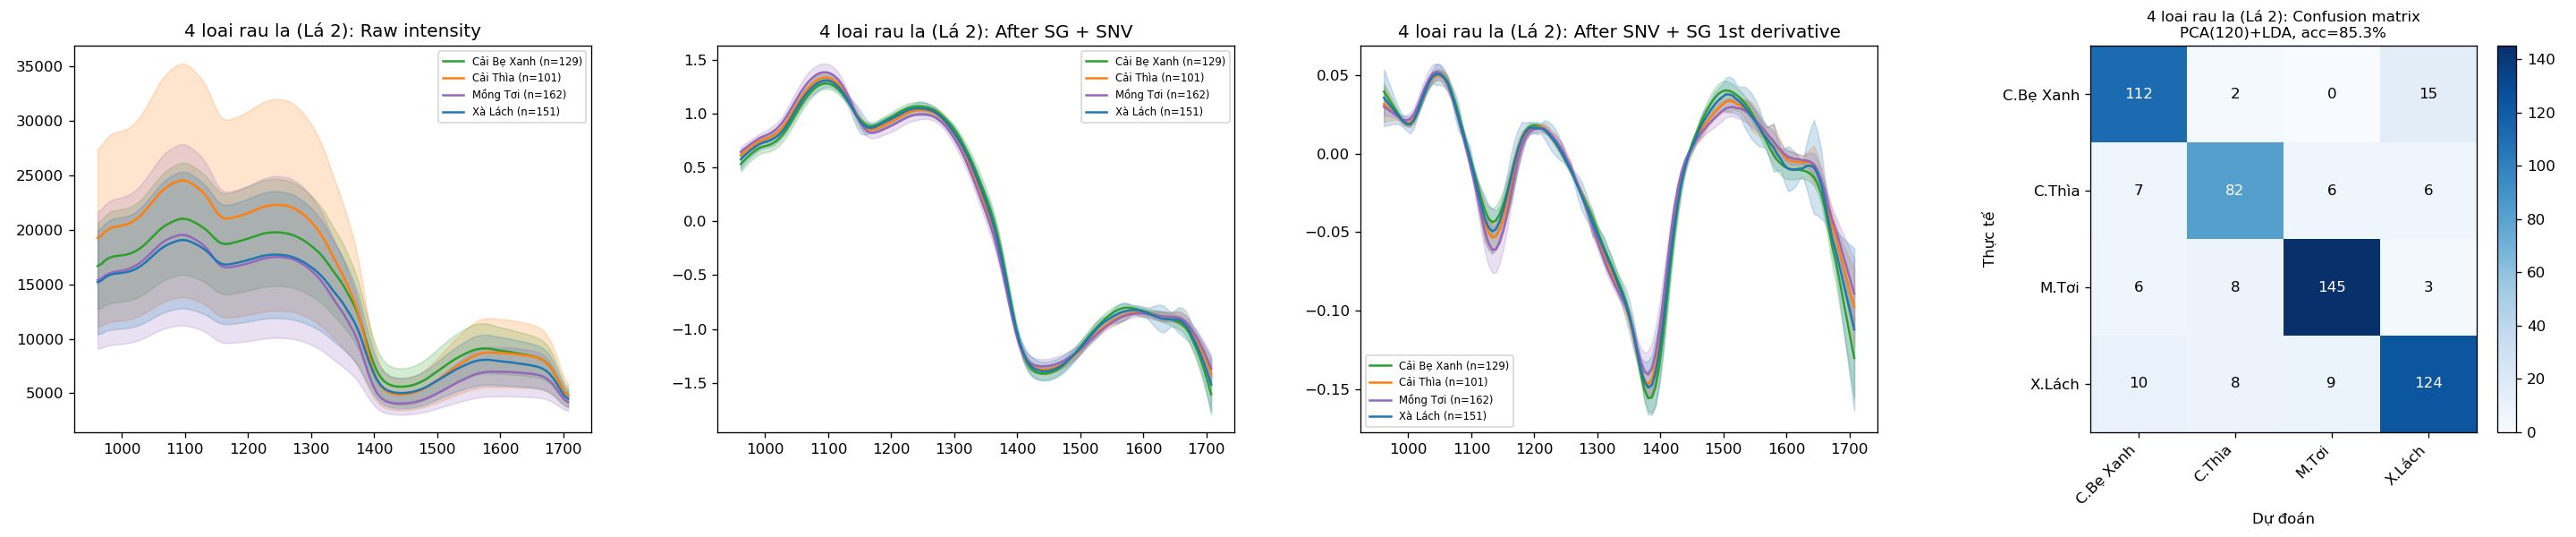 4 loai rau la (Lá 2): Raw intensity
35000
30000
25000
20000
15000
10000
5000
1000 1100 1200 1300 1400 1500 1600 1700
Cải Bẹ Xanh (n=129)
Cải Thìa (n=101)
Mồng Tơi (n=162)
Xà Lách (n=151)
4 loai rau la (Lá 2): After SG + SNV
1.5
1.0
0.5
0.0
−0.5
−1.0
−1.5
1000 1100 1200 1300 1400 1500 1600 1700
Cải Bẹ Xanh (n=129)
Cải Thìa (n=101)
Mồng Tơi (n=162)
Xà Lách (n=151)
4 loai rau la (Lá 2): After SNV + SG 1st derivative
0.05
0.00
−0.05
−0.10
−0.15
1000 1100 1200 1300 1400 1500 1600 1700
Cải Bẹ Xanh (n=129)
Cải Thìa (n=101)
Mồng Tơi (n=162)
Xà Lách (n=151)
4 loai rau la (Lá 2): Confusion matrix
PCA(120)+LDA, acc=85.3%
Thực tế
C.Bẹ Xanh 112 2 0 15
C.Thìa 7 82 6 6
M.Tơi 6 8 145 3
X.Lách 10 8 9 124
C.Bẹ Xanh C.Thìa M.Tơi X.Lách
Dự đoán
140
120
100
80
60
40
20
0